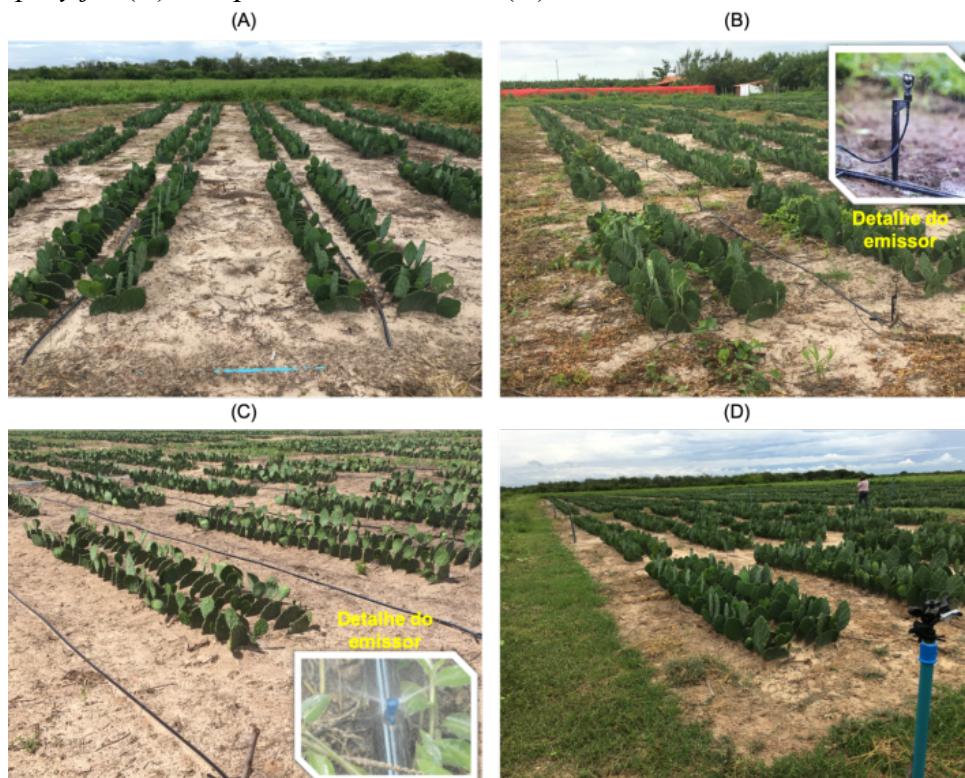 (A)
(B)
Detalhe do
emissor
(C)
Detalhe do
emissor
(D)